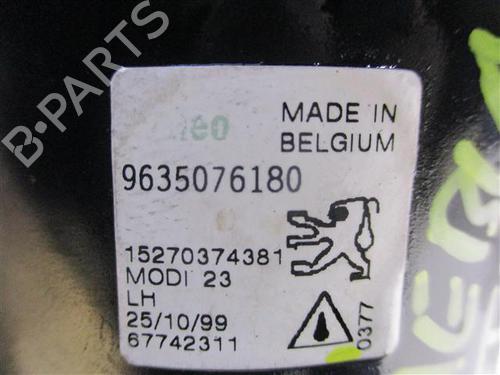 MADE IN
BELGIUM
9635076180
15270374381
MODI 23
LH
25/10/99
67742311
0377
B-PARTS